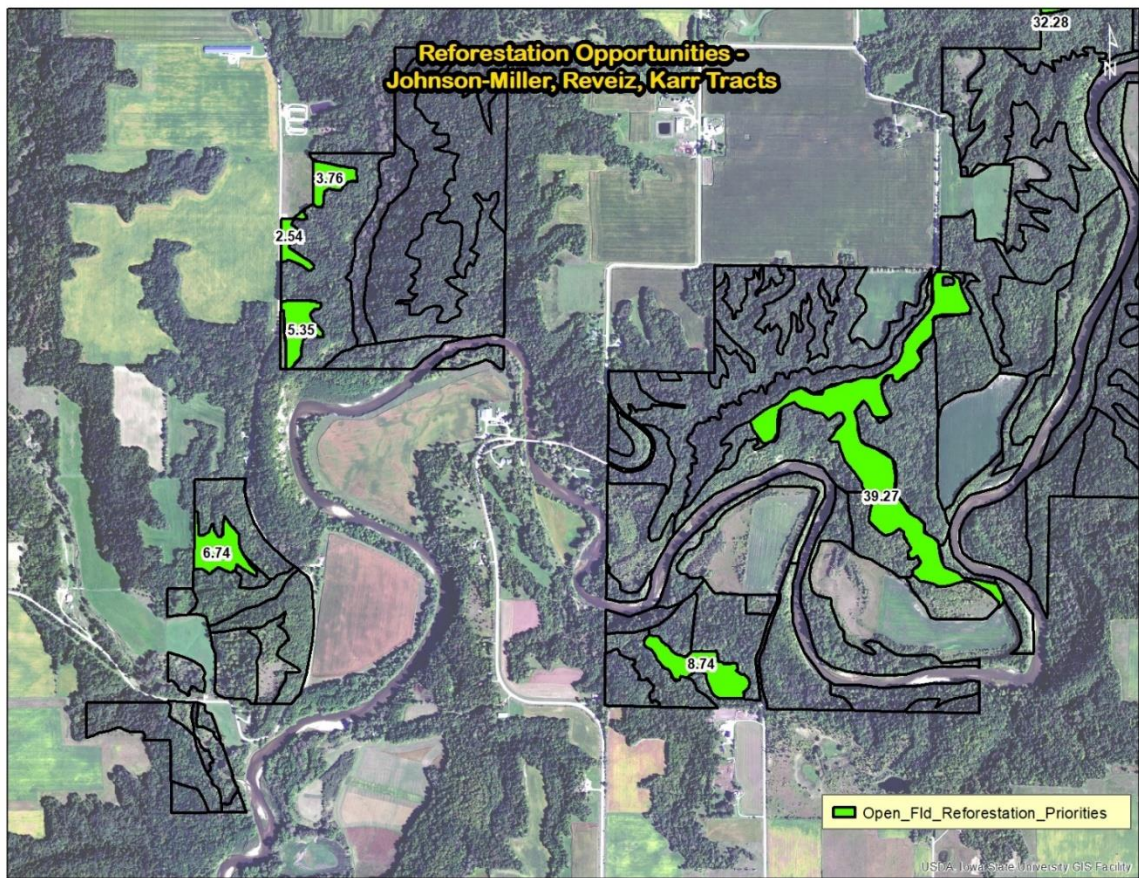 32.28
Reforestation Opportunities -
Johnson-Miller, Reveiz, Karr Tracts
N
3.76
2.54
5.35
39.27
6.74
8.74
Open_Fld_Reforestation_Priorities
USDA, Iowa State University GIS Facility